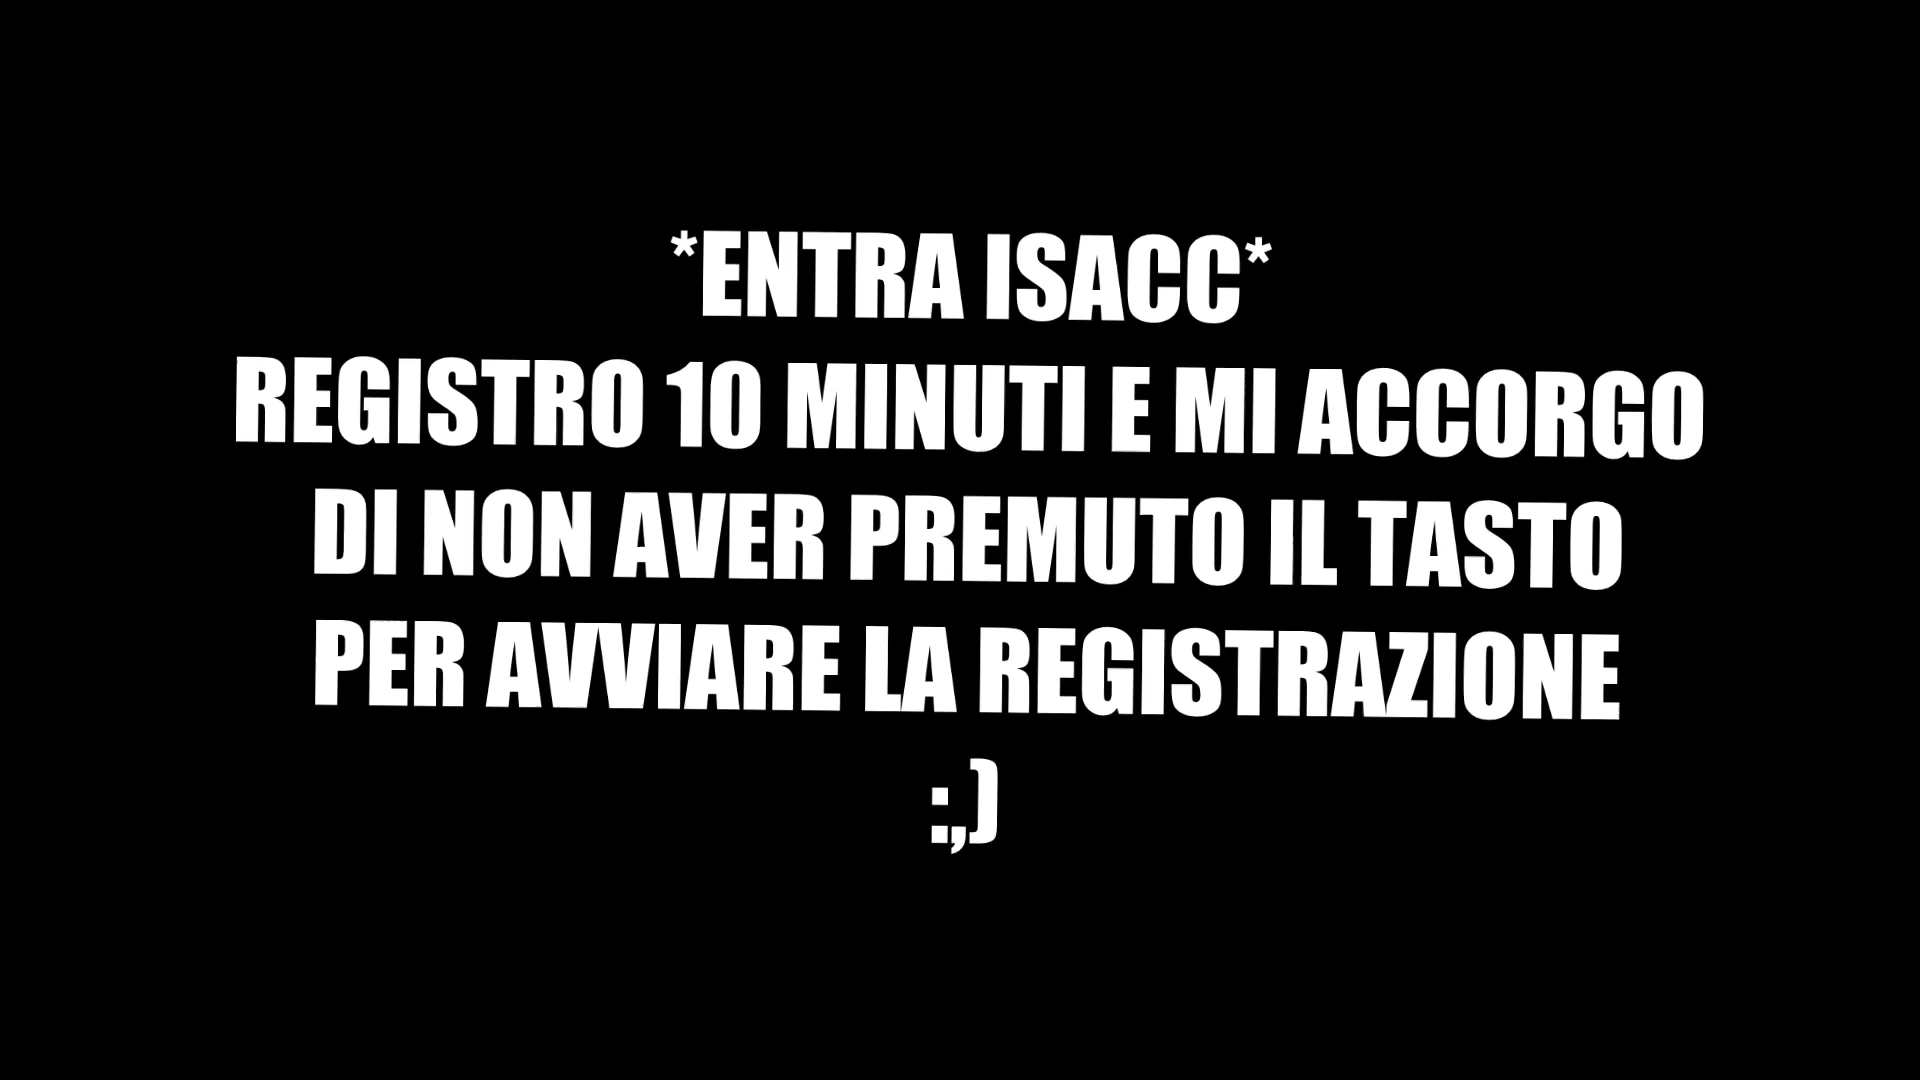 *ENTRA ISACC*
REGISTRO 10 MINUTI E MI ACCORGO
DI NON AVER PREMUTO IL TASTO
PER AVVIARE LA REGISTRAZIONE
:,)